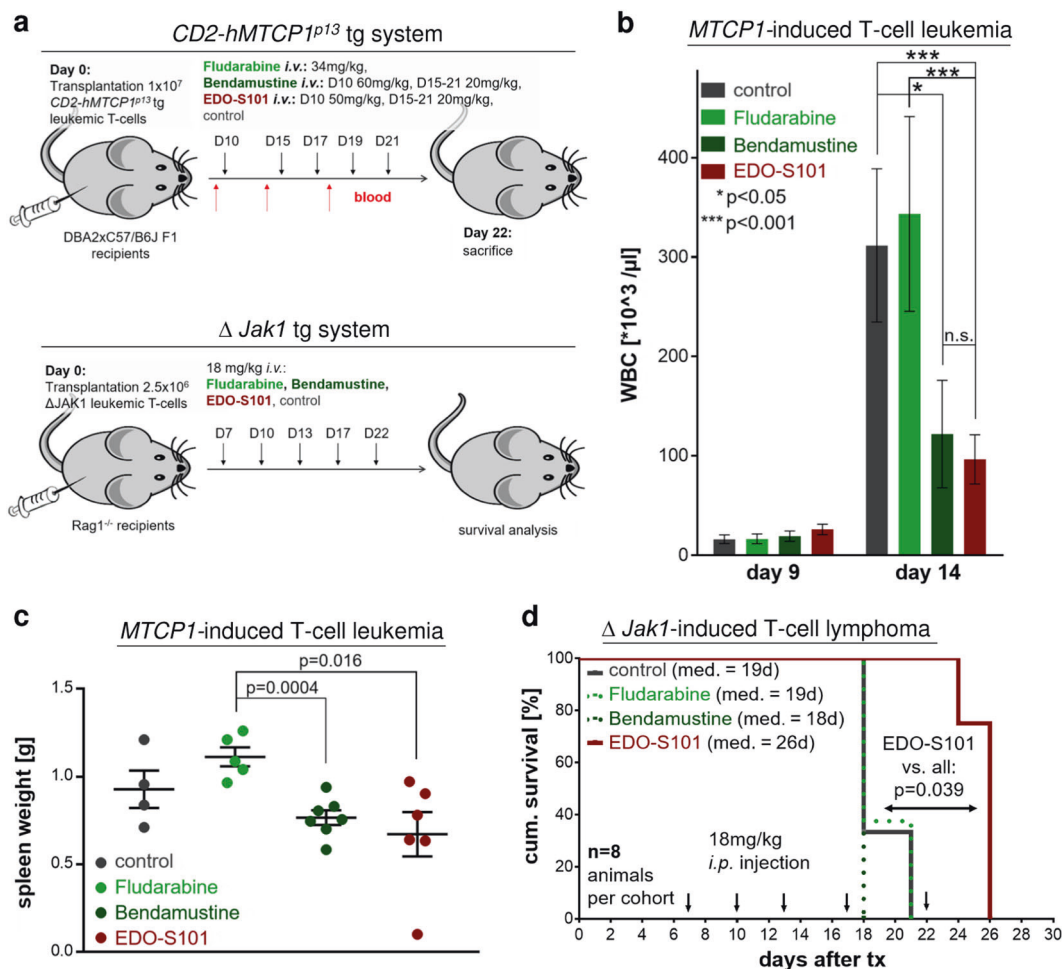 a
CD2-hMTCP1p13 tg system
Day 0:
Transplantation 1x10⁷
CD2-hMTCP1p13 tg
leukemic T-cells
Fludarabine i.v.: 34mg/kg,
Bendamustine i.v.: D10 60mg/kg, D15-21 20mg/kg,
EDO-S101 i.v.: D10 50mg/kg, D15-21 20mg/kg,
control
D10 D15 D17 D19 D21
blood
DBA2xC57/B6J F1
recipients
Day 22:
sacrifice
Δ Jak1 tg system
Day 0:
Transplantation 2.5x10⁶
ΔJAK1 leukemic T-cells
18 mg/kg i.v.:
Fludarabine, Bendamustine,
EDO-S101, control
D7 D10 D13 D17 D22
Rag1⁻/⁻ recipients
survival analysis
b
MTCP1-induced T-cell leukemia
***
***
*
control
Fludarabine
Bendamustine
EDO-S101
* p<0.05
*** p<0.001
n.s.
WBC [*10^3 /µl]
400
300
200
100
0
day 9 day 14
c
MTCP1-induced T-cell leukemia
p=0.016
p=0.0004
spleen weight [g]
1.5
1.0
0.5
0.0
control
Fludarabine
Bendamustine
EDO-S101
d
Δ Jak1-induced T-cell lymphoma
cum. survival [%]
100
80
60
40
20
0
control (med. = 19d)
Fludarabine (med. = 19d)
Bendamustine (med. = 18d)
EDO-S101 (med. = 26d)
EDO-S101
vs. all:
p=0.039
n=8
animals
per cohort
18mg/kg
i.p. injection
0 2 4 6 8 10 12 14 16 18 20 22 24 26 28 30
days after tx